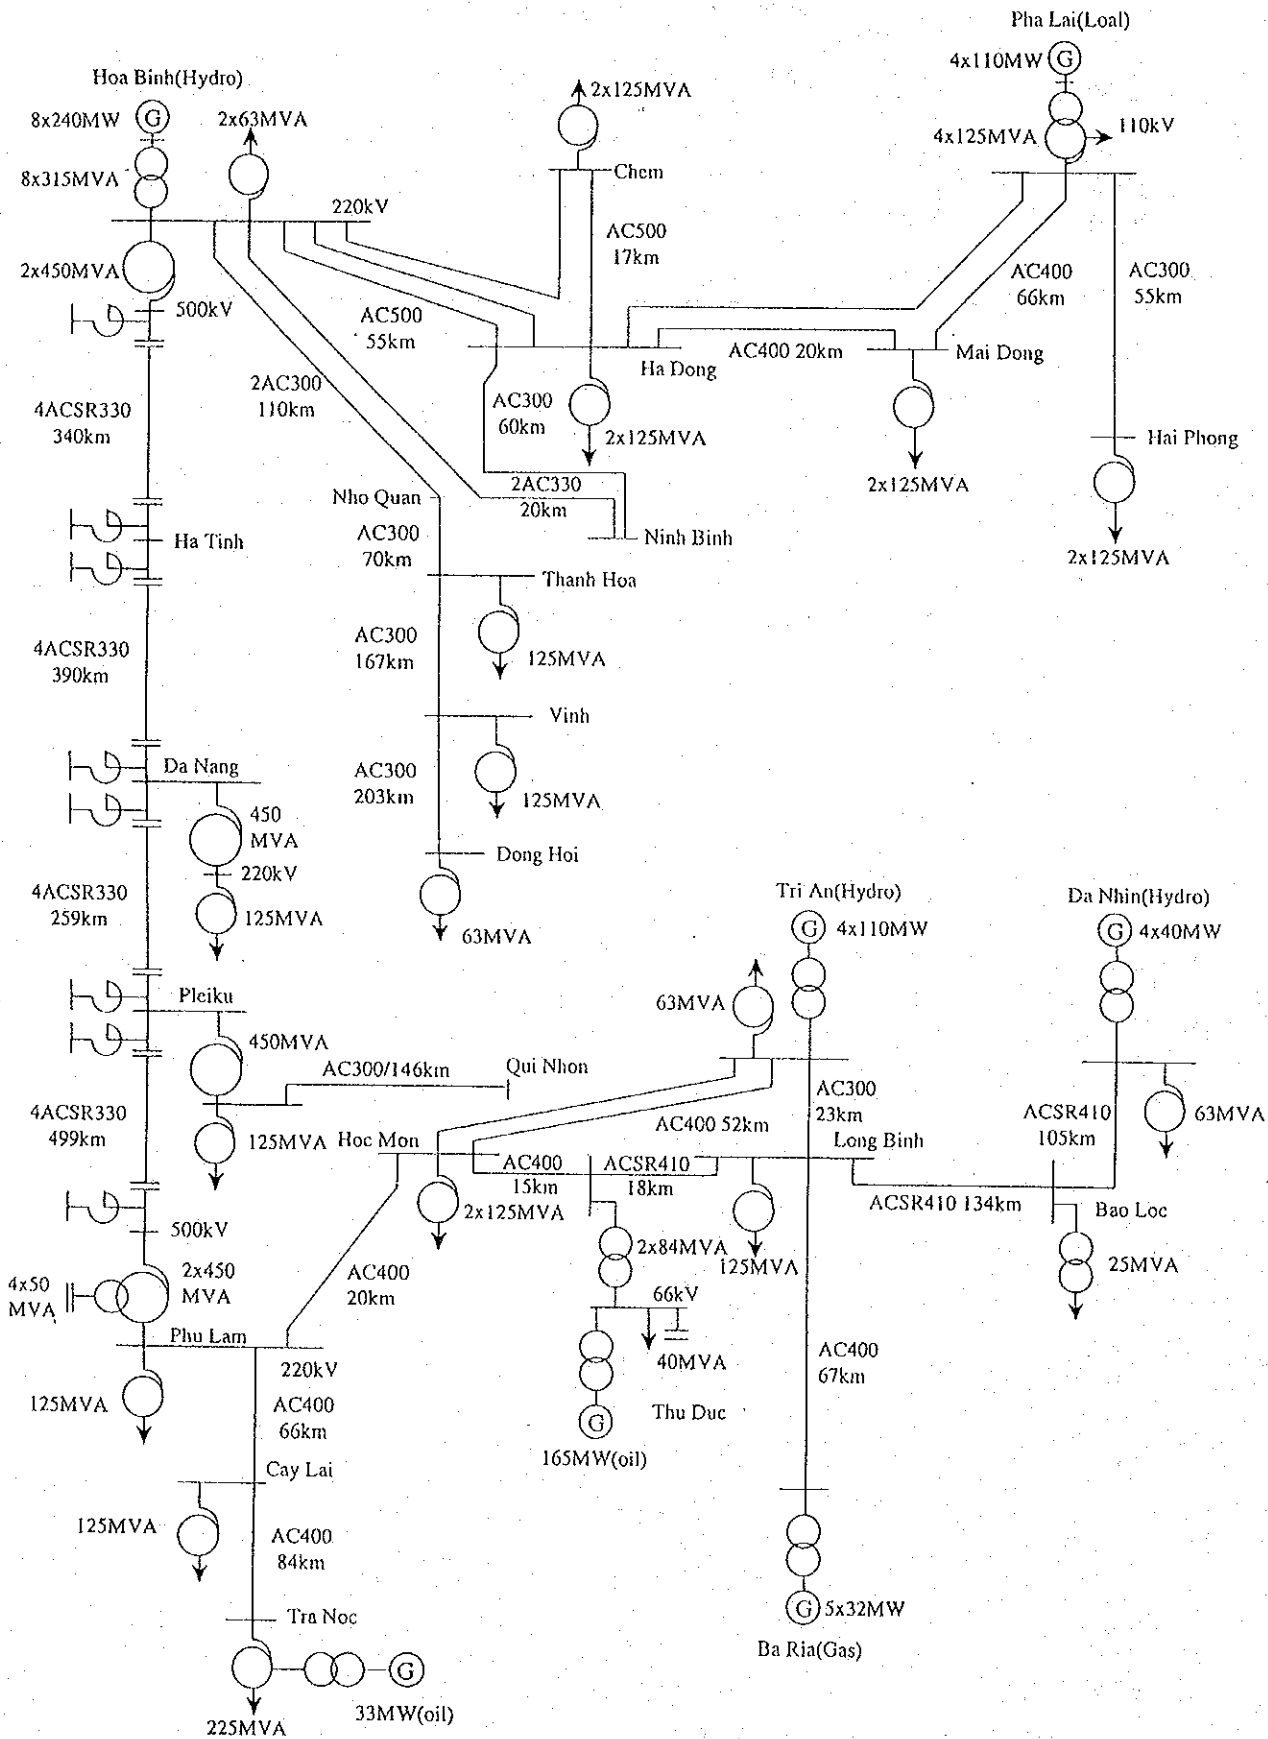 Pha Lai(Loal)
4x110MW
G
4x125MVA
110kV
Hoa Binh(Hydro)
8x240MW
G
2x63MVA
8x315MVA
220kV
2x450MVA
500kV
2x125MVA
Chem
AC500
17km
AC400
66km
AC300
55km
AC500
55km
Ha Dong
AC400 20km
Mai Dong
2AC300
110km
AC300
60km
2x125MVA
2x125MVA
Hai Phong
2x125MVA
4ACSR330
340km
Nho Quan
2AC330
20km
Ninh Binh
Ha Tinh
AC300
70km
Thanh Hoa
125MVA
4ACSR330
390km
AC300
167km
Vinh
125MVA
Da Nang
450
MVA
220kV
125MVA
AC300
203km
Dong Hoi
63MVA
4ACSR330
259km
Tri An(Hydro)
G
4x110MW
Da Nhin(Hydro)
G
4x40MW
63MVA
Pleiku
450MVA
AC300/146km
Qui Nhon
125MVA
4ACSR330
499km
AC300
23km
AC400 52km
Hoc Mon
Long Binh
ACSR410
105km
63MVA
AC400
15km
ACSR410
18km
2x125MVA
ACSR410 134km
Bao Loc
25MVA
500kV
2x84MVA
125MVA
4x50
MVA
2x450
MVA
AC400
20km
66kV
40MVA
Phu Lam
220kV
125MVA
AC400
66km
G
Thu Duc
165MW(oil)
AC400
67km
Cay Lai
125MVA
AC400
84km
G
5x32MW
Ba Ria(Gas)
Tra Noc
G
33MW(oil)
225MVA